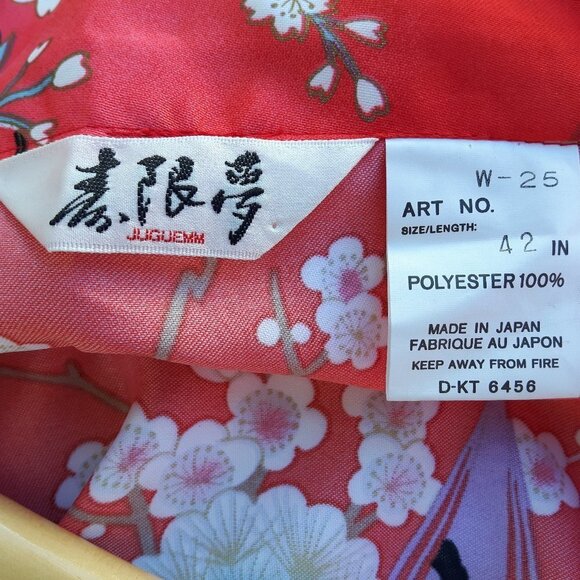 寿限夢
JUGUEMM
W-25
ART NO.
SIZE/LENGTH:
42 IN
POLYESTER 100%
MADE IN JAPAN
FABRIQUE AU JAPON
KEEP AWAY FROM FIRE
D-KT 6456